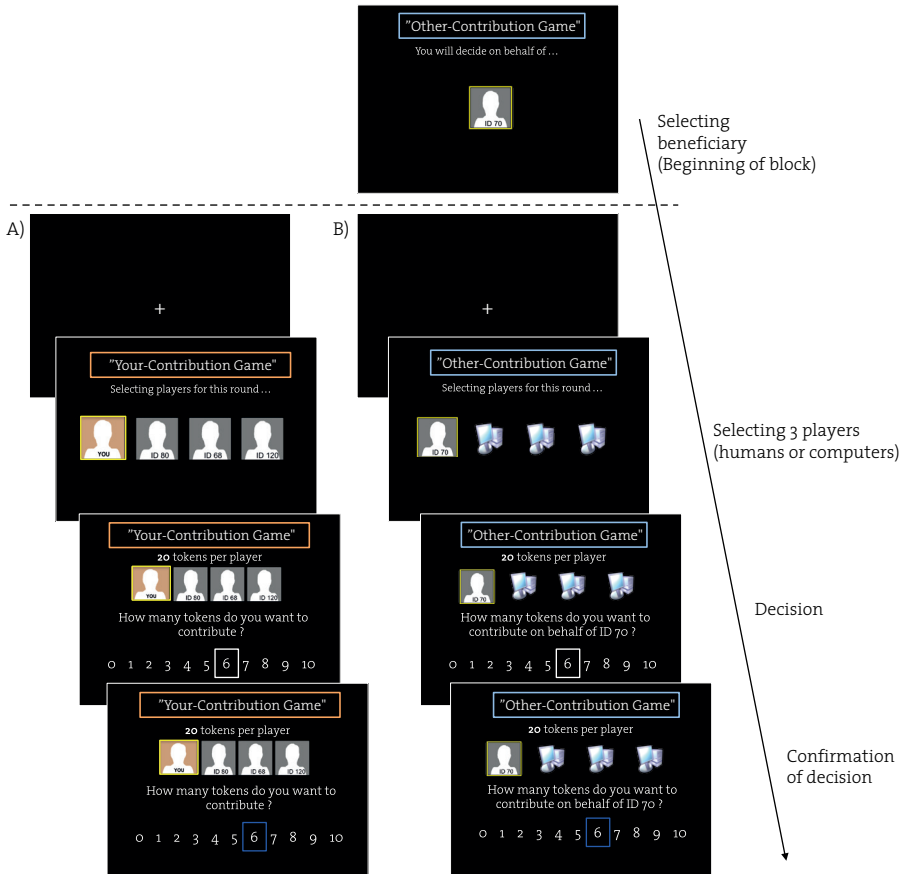 "Other-Contribution Game"
You will decide on behalf of ...
ID 70
Selecting
beneficiary
(Beginning of block)
A)
B)
+
+
"Your-Contribution Game"
Selecting players for this round ...
YOU
ID 80
ID 68
ID 120
"Other-Contribution Game"
Selecting players for this round ...
ID 70
Selecting 3 players
(humans or computers)
"Your-Contribution Game"
20 tokens per player
YOU
ID 80
ID 68
ID 120
How many tokens do you want to
contribute ?
0 1 2 3 4 5 6 7 8 9 10
"Other-Contribution Game"
20 tokens per player
ID 70
How many tokens do you want to
contribute on behalf of ID 70 ?
0 1 2 3 4 5 6 7 8 9 10
Decision
"Your-Contribution Game"
20 tokens per player
YOU
ID 80
ID 68
ID 120
How many tokens do you want to
contribute ?
0 1 2 3 4 5 6 7 8 9 10
"Other-Contribution Game"
20 tokens per player
ID 70
How many tokens do you want to
contribute on behalf of ID 70 ?
0 1 2 3 4 5 6 7 8 9 10
Confirmation
of decision